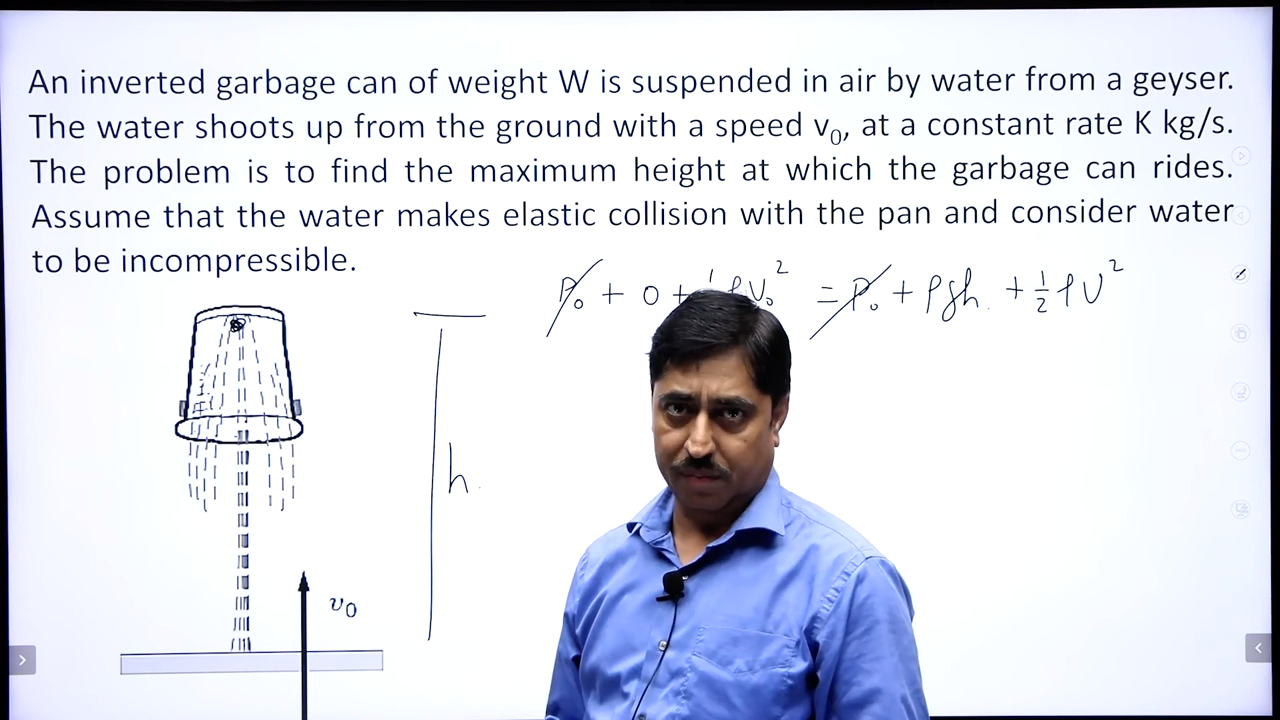 An inverted garbage can of weight W is suspended in air by water from a geyser.
The water shoots up from the ground with a speed v₀, at a constant rate K kg/s.
The problem is to find the maximum height at which the garbage can rides.
Assume that the water makes elastic collision with the pan and consider water
to be incompressible.
P₀ + 0 + ρV₀² = P₀ + ρgh + ½ρV²
h
v₀